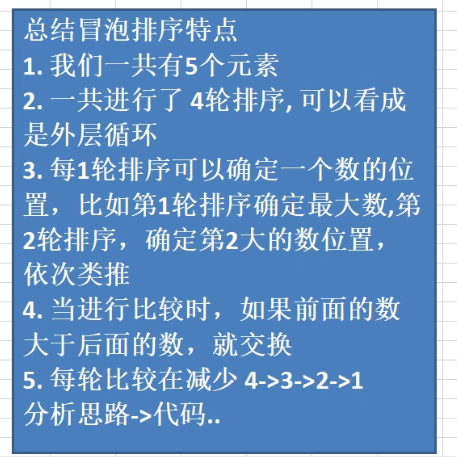 总结冒泡排序特点
1. 我们一共有5个元素
2. 一共进行了 4轮排序, 可以看成
是外层循环
3. 每1轮排序可以确定一个数的位
置，比如第1轮排序确定最大数,第
2轮排序，确定第2大的数位置，
依次类推
4. 当进行比较时，如果前面的数
大于后面的数，就交换
5. 每轮比较在减少 4->3->2->1
分析思路->代码..